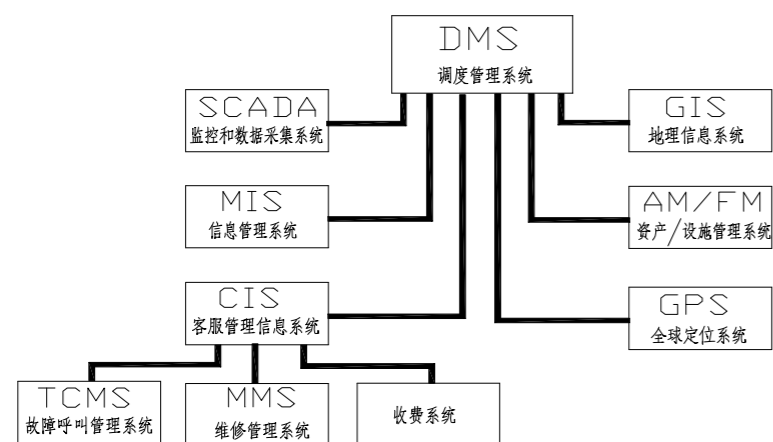 DMS
调度管理系统
SCADA
监控和数据采集系统
GIS
地理信息系统
MIS
信息管理系统
AM/FM
资产/设施管理系统
CIS
客服管理信息系统
GPS
全球定位系统
TCMS
故障呼叫管理系统
MMS
维修管理系统
收费系统